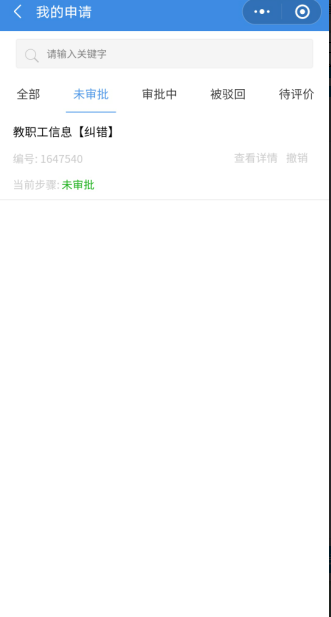 我的申请
请输入关键字
全部 未审批 审批中 被驳回 待评价
教职工信息【纠错】
编号: 1647540 查看详情 撤销
当前步骤: 未审批